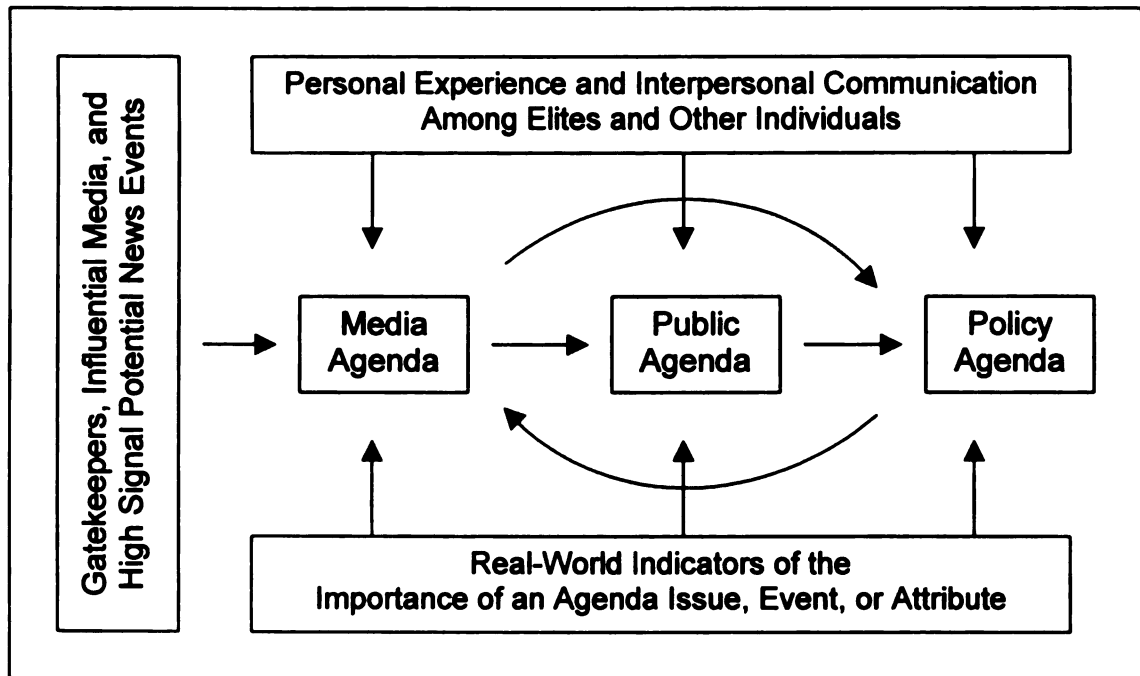 Gatekeepers, Influential Media, and
High Signal Potential News Events
Personal Experience and Interpersonal Communication
Among Elites and Other Individuals
Media
Agenda
Public
Agenda
Policy
Agenda
Real-World Indicators of the
Importance of an Agenda Issue, Event, or Attribute